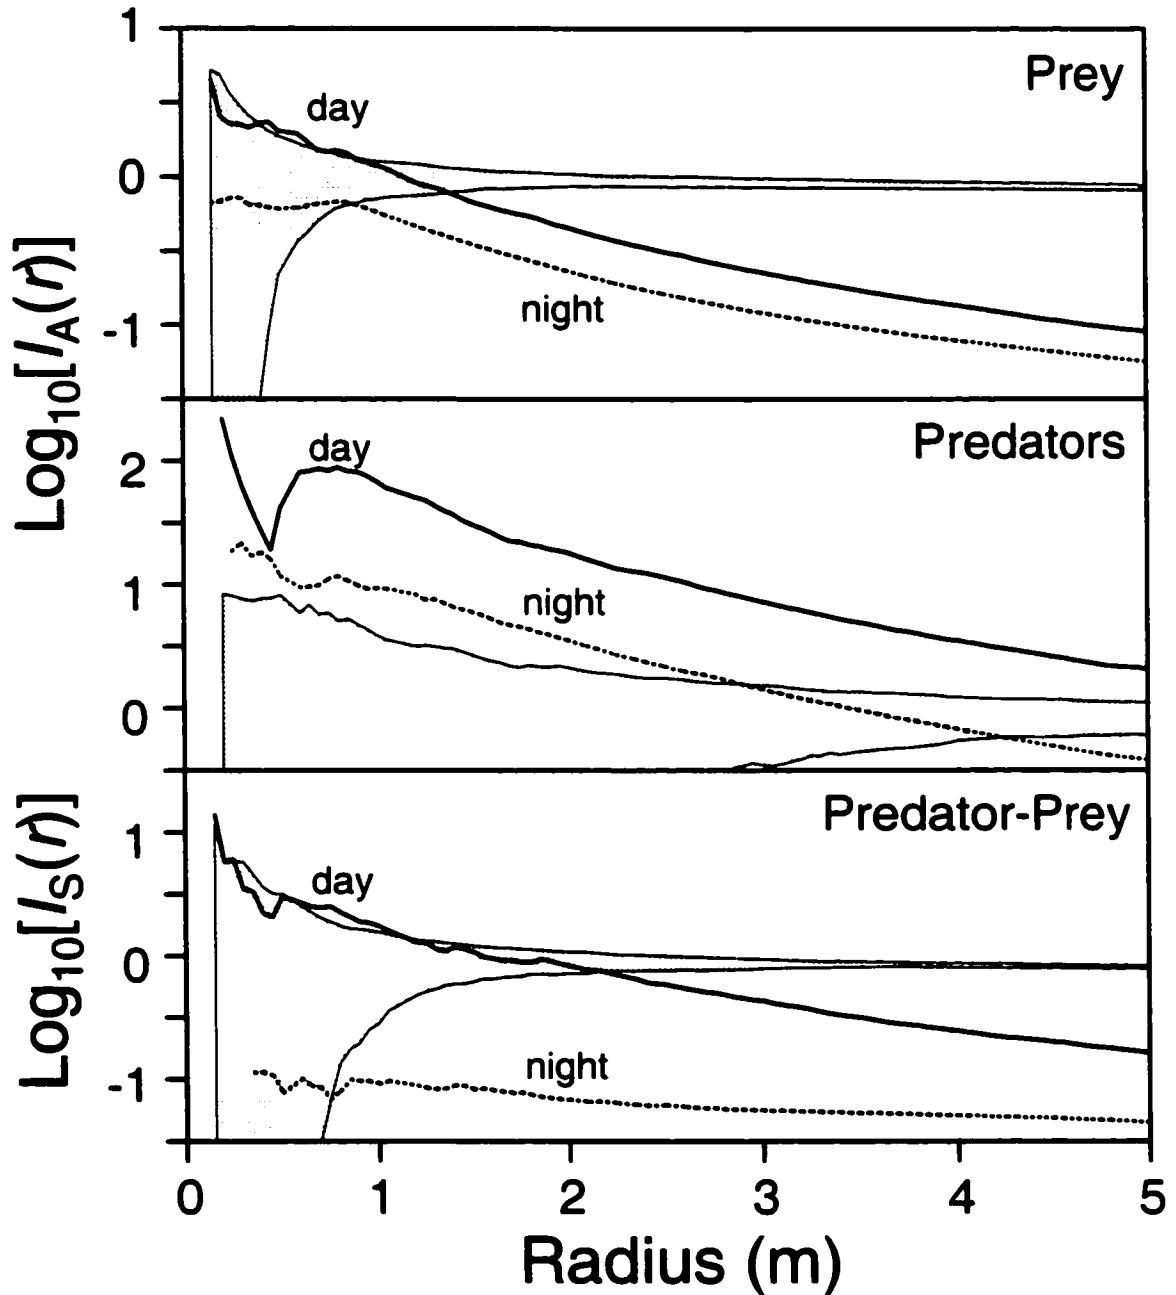 1
Prey
day
0
night
-1
Log10[IA(r)]
Predators
day
2
1
night
0
Predator-Prey
1
day
0
night
-1
Log10[IS(r)]
0 1 2 3 4 5
Radius (m)